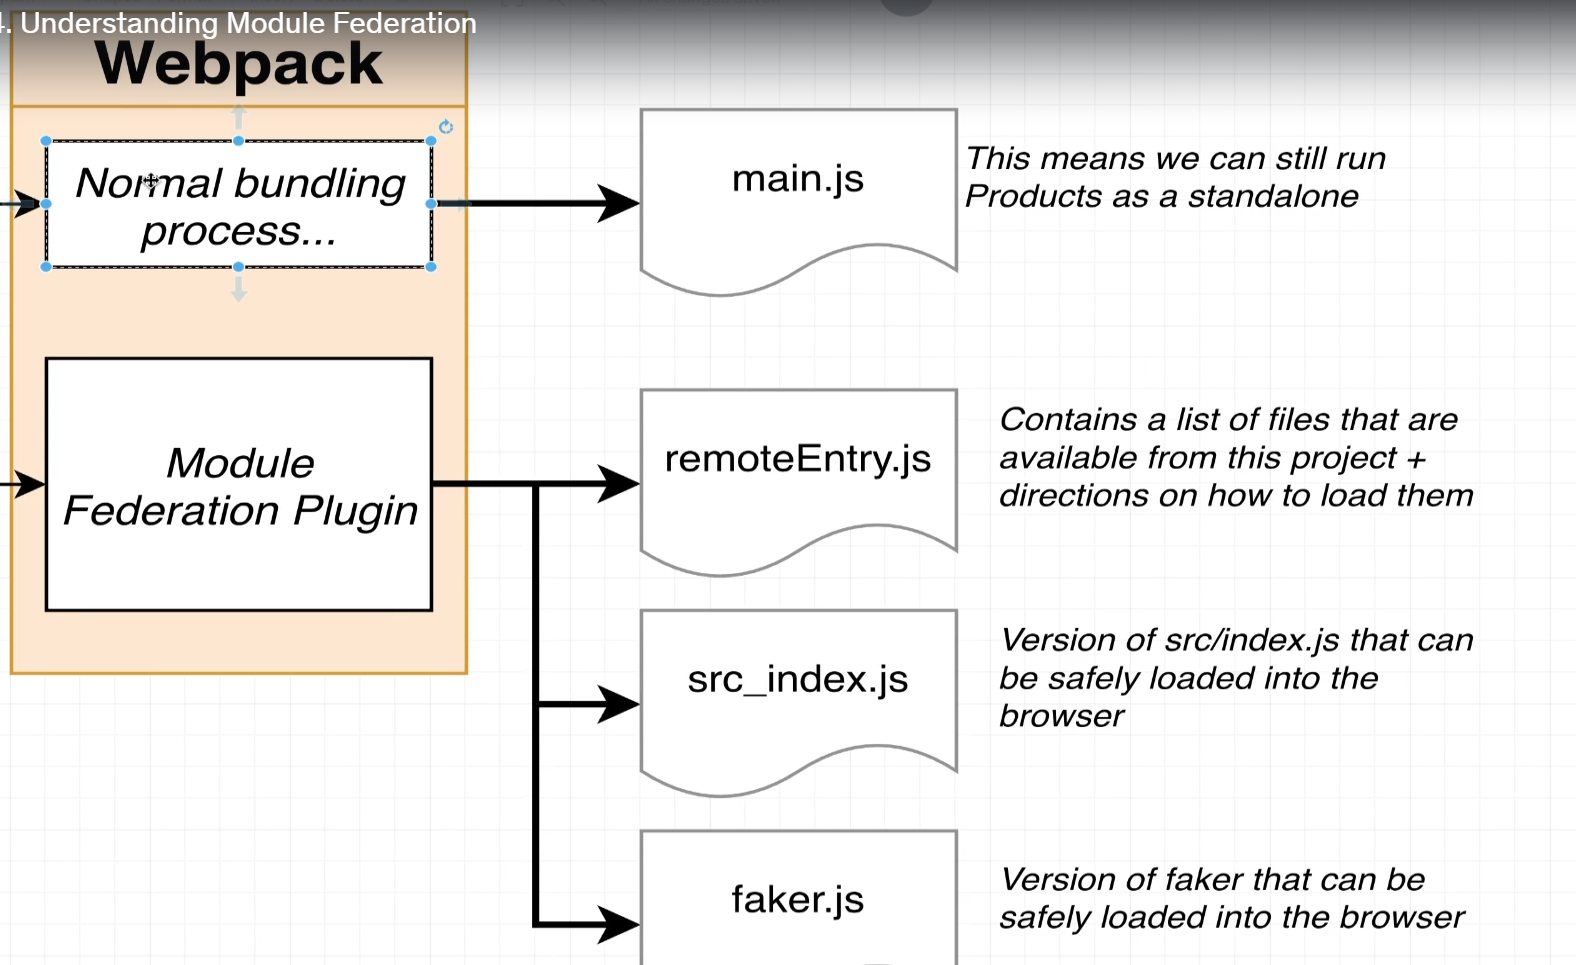 4. Understanding Module Federation
Webpack
Normal bundling
process...
main.js
This means we can still run
Products as a standalone
Module
Federation Plugin
remoteEntry.js
Contains a list of files that are
available from this project +
directions on how to load them
src_index.js
Version of src/index.js that can
be safely loaded into the
browser
faker.js
Version of faker that can be
safely loaded into the browser